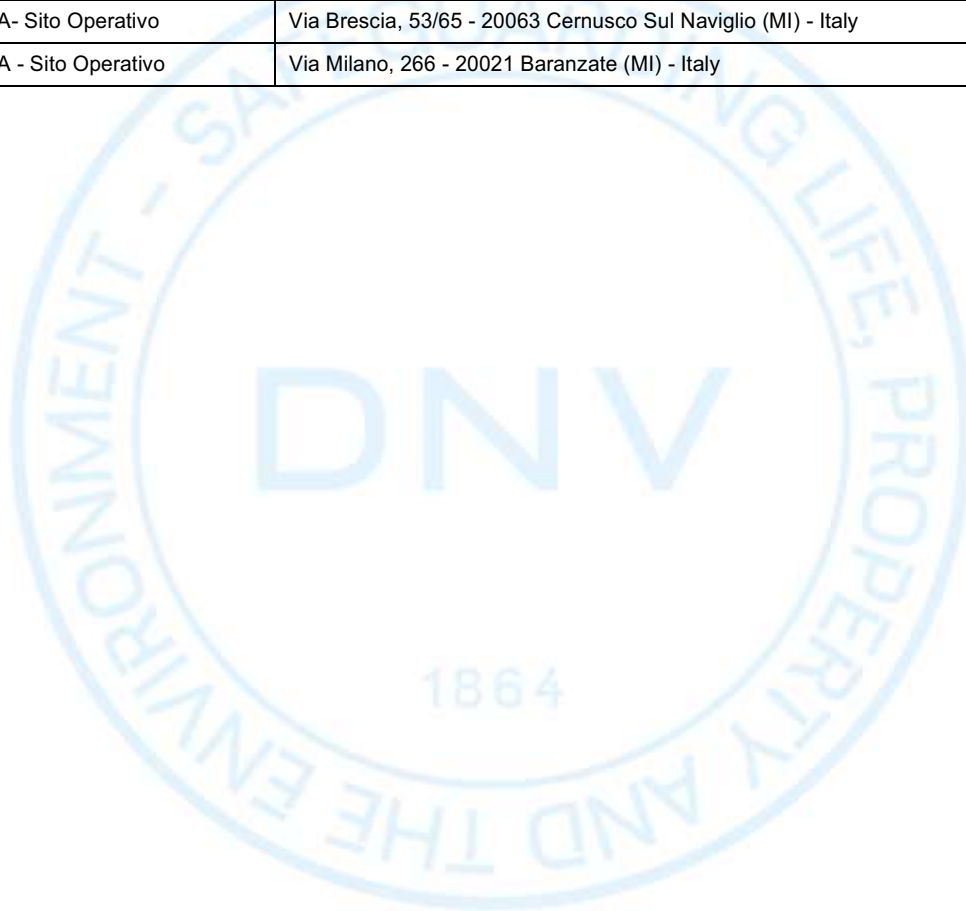 A- Sito Operativo Via Brescia, 53/65 - 20063 Cernusco Sul Naviglio (MI) - Italy
A - Sito Operativo Via Milano, 266 - 20021 Baranzate (MI) - Italy
SAFEGUARDING LIFE, PROPERTY AND THE ENVIRONMENT -
DNV
1864